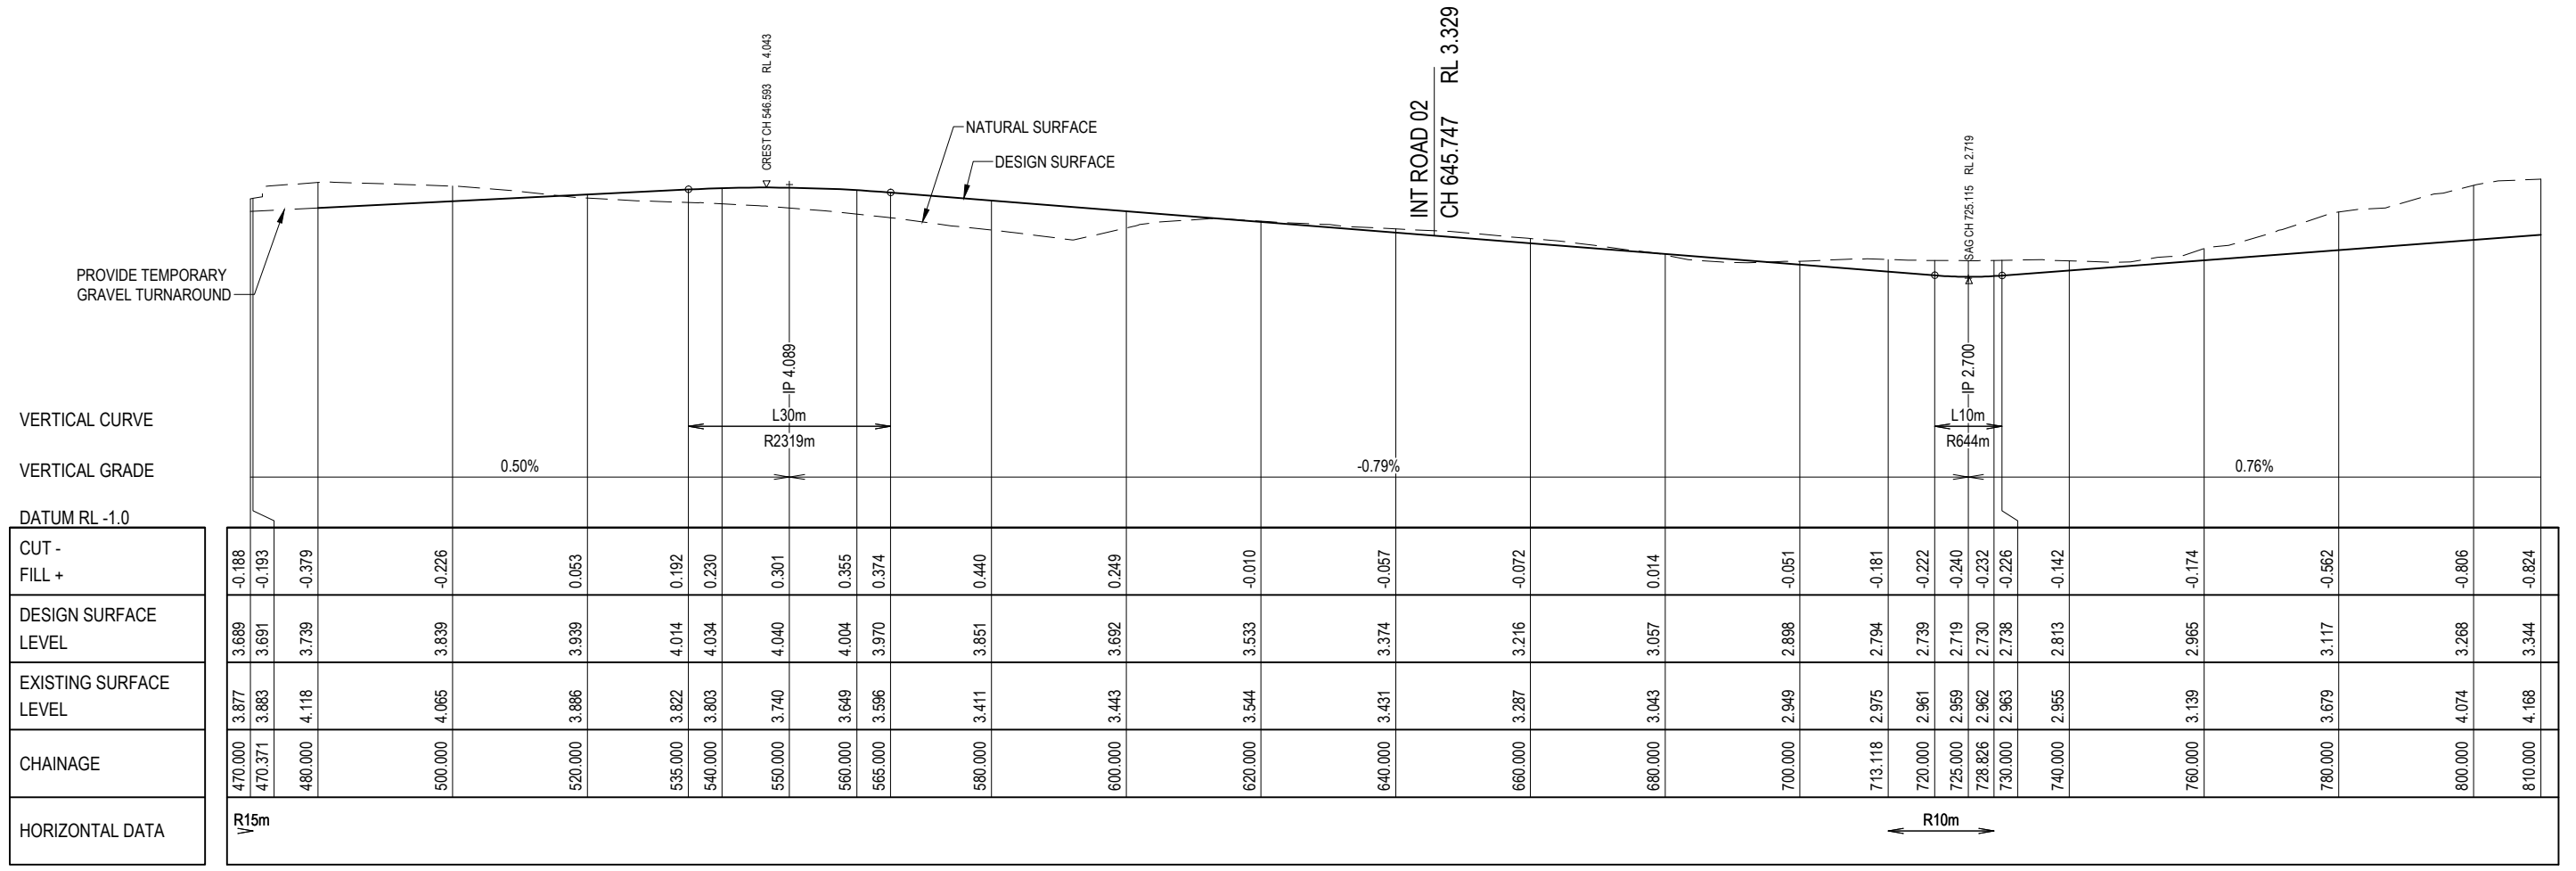 CREST CH 546.593 RL 4.043
INT ROAD 02
CH 645.747 RL 3.329
NATURAL SURFACE
DESIGN SURFACE
SAG CH 725.115 RL 2.719
PROVIDE TEMPORARY
GRAVEL TURNAROUND
IP 4.089
IP 2.700
VERTICAL CURVE
L30m
R2319m
L10m
R644m
VERTICAL GRADE
0.50%
-0.79%
0.76%
DATUM RL -1.0
CUT -
FILL +
-0.188 -0.193 -0.379 -0.226 0.053 0.192 0.230 0.301 0.355 0.374 0.440 0.249 -0.010 -0.057 -0.072 0.014 -0.051 -0.181 -0.222 -0.240 -0.232 -0.226 -0.142 -0.174 -0.562 -0.806 -0.824
DESIGN SURFACE
LEVEL
3.689 3.691 3.739 3.839 3.939 4.014 4.034 4.040 4.004 3.970 3.851 3.692 3.533 3.374 3.216 3.057 2.898 2.794 2.739 2.719 2.730 2.738 2.813 2.965 3.117 3.268 3.344
EXISTING SURFACE
LEVEL
3.877 3.883 4.118 4.065 3.886 3.822 3.803 3.740 3.649 3.596 3.411 3.443 3.544 3.431 3.287 3.043 2.949 2.975 2.961 2.959 2.962 2.963 2.955 3.139 3.679 4.074 4.168
CHAINAGE
470.000 470.371 480.000 500.000 520.000 535.000 540.000 550.000 560.000 565.000 580.000 600.000 620.000 640.000 660.000 680.000 700.000 713.118 720.000 725.000 728.826 730.000 740.000 760.000 780.000 800.000 810.000
HORIZONTAL DATA
R15m
R10m